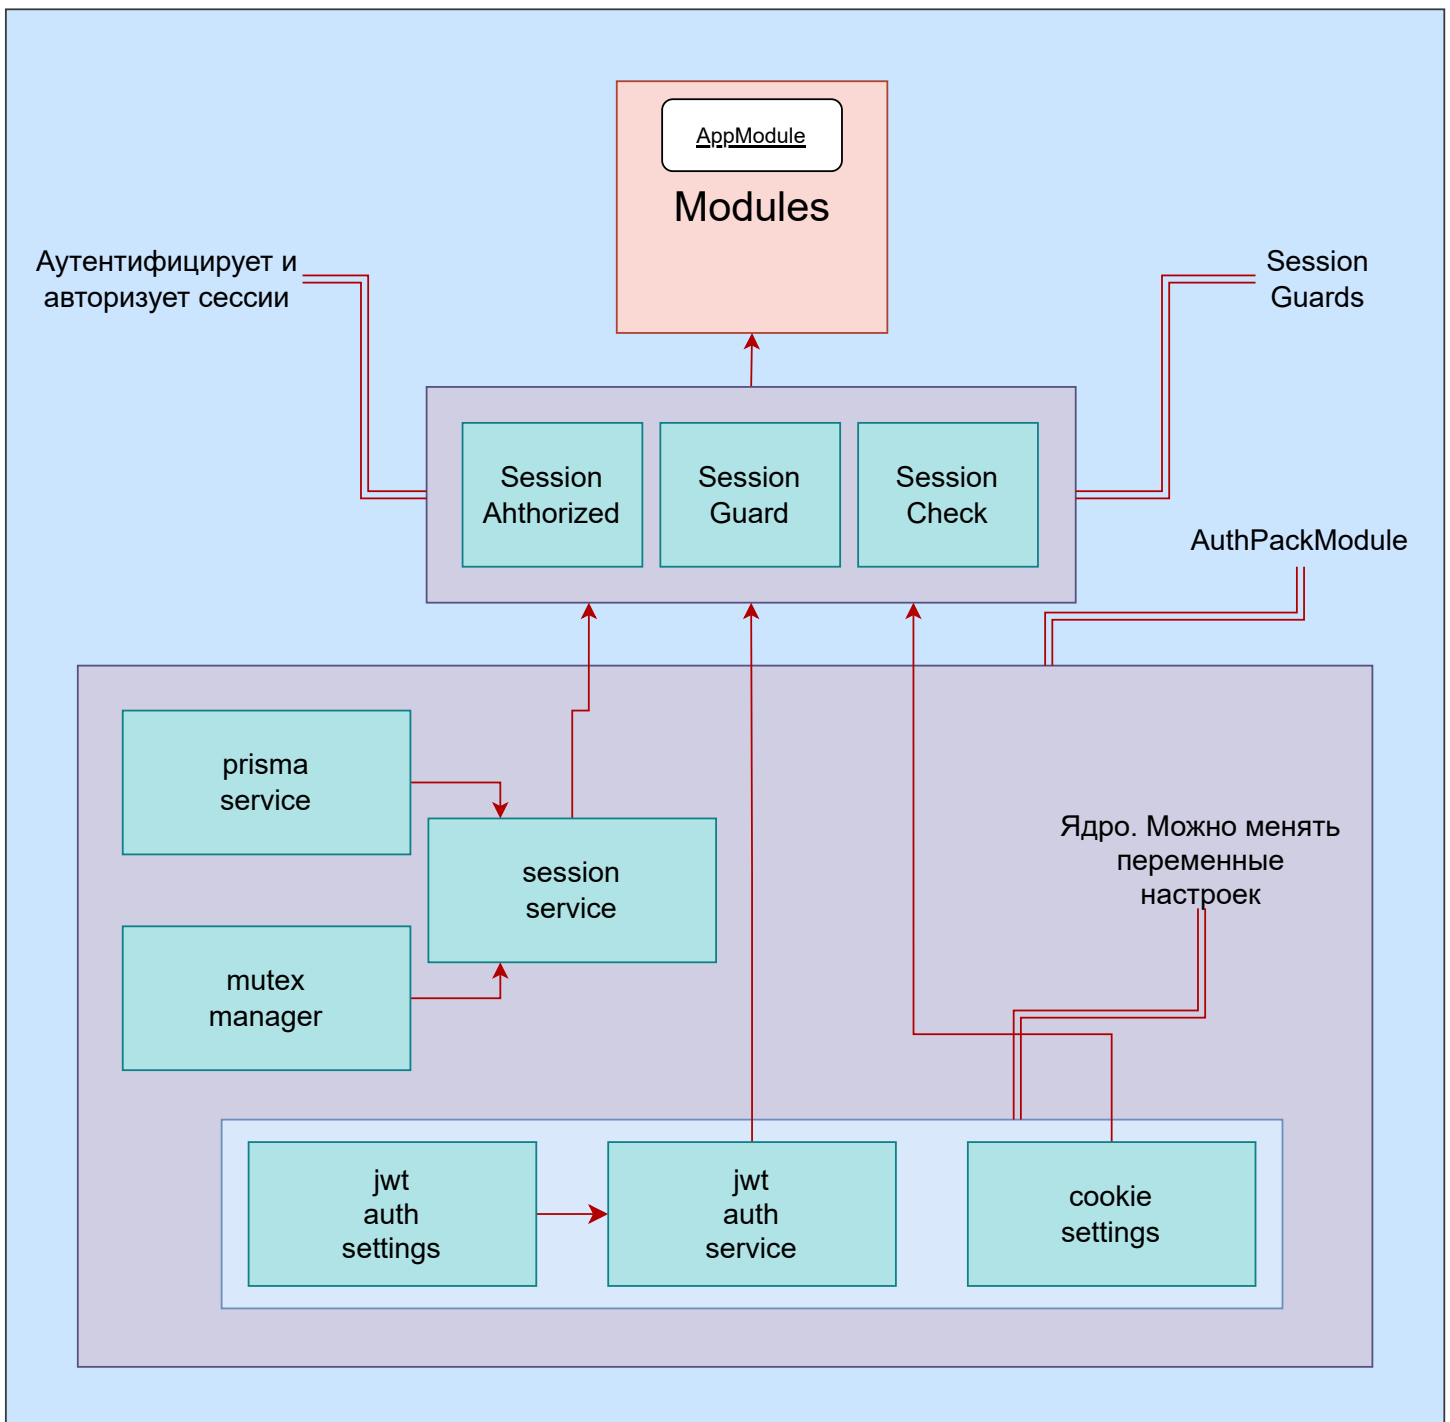 AppModule
Modules
Аутентифицирует и
авторизует сессии
Session
Guards
Session
Ahthorized
Session
Guard
Session
Check
AuthPackModule
prisma
service
session
service
Ядро. Можно менять
переменные
настроек
mutex
manager
jwt
auth
settings
jwt
auth
service
cookie
settings